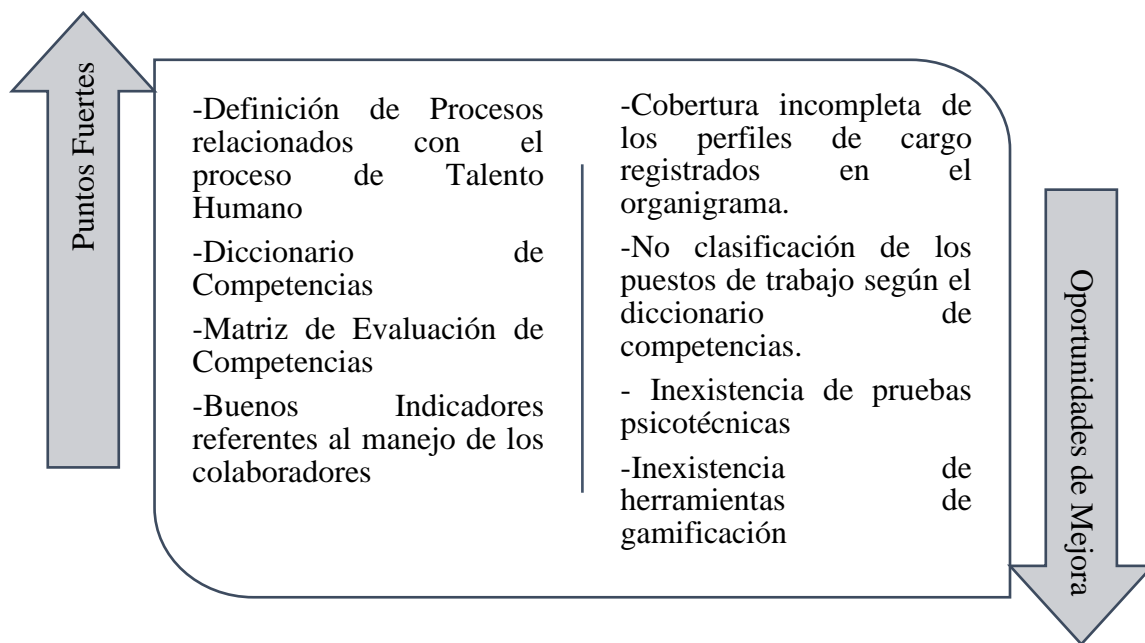 Puntos Fuertes
-Definición de Procesos
relacionados con el
proceso de Talento
Humano
-Diccionario de
Competencias
-Matriz de Evaluación de
Competencias
-Buenos Indicadores
referentes al manejo de los
colaboradores
-Cobertura incompleta de
los perfiles de cargo
registrados en el
organigrama.
-No clasificación de los
puestos de trabajo según el
diccionario de
competencias.
- Inexistencia de pruebas
psicotécnicas
-Inexistencia de
herramientas de
gamificación
Oportunidades de Mejora